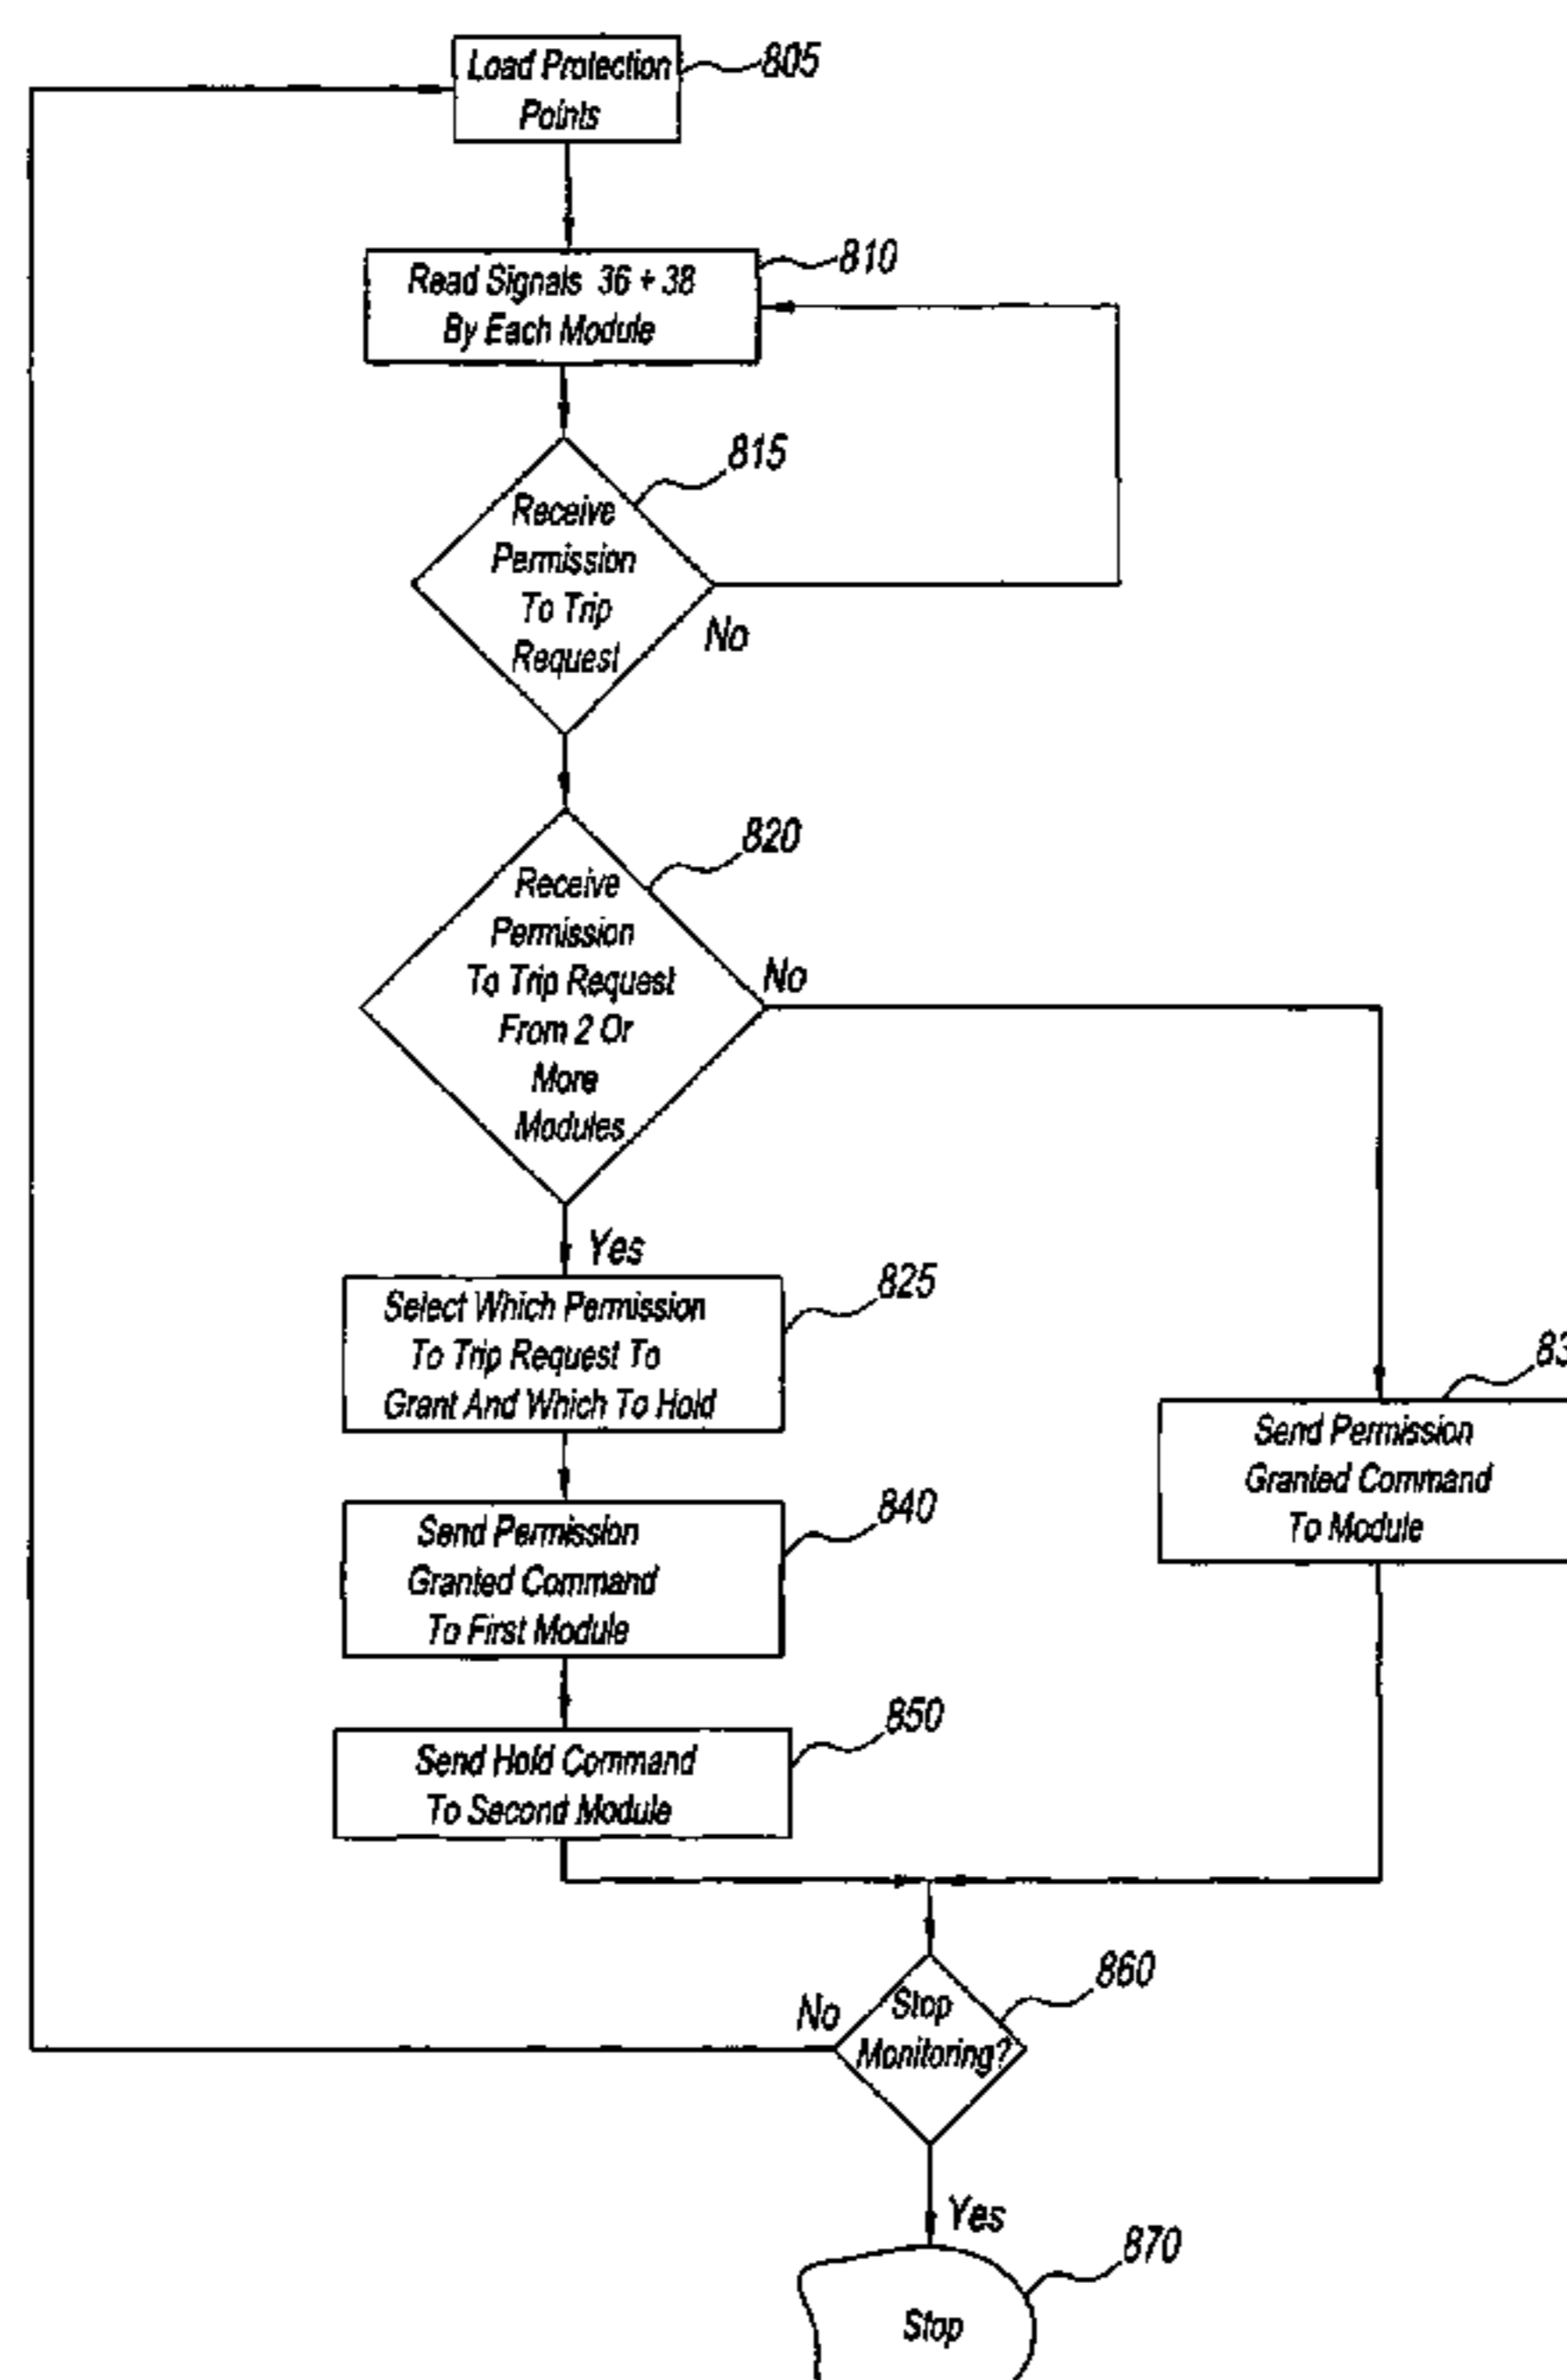 Load Protection
Points
805
Read Signals 36 + 38
By Each Module
810
Receive
Permission
To Trip
Request
815
No
Receive
Permission
To Trip Request
From 2 Or
More
Modules
820
No
Yes
Select Which Permission
To Trip Request To
Grant And Which To Hold
825
Send Permission
Granted Command
To Module
Send Permission
Granted Command
To First Module
840
Send Hold Command
To Second Module
850
Stop
Monitoring?
860
No
Yes
Stop
870